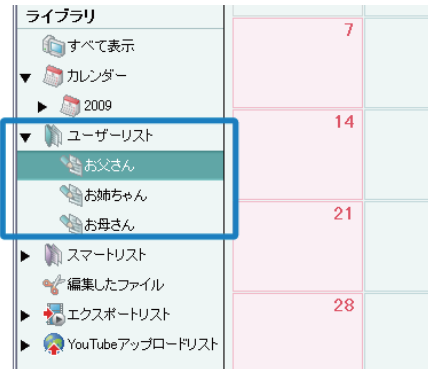 ライブラリ
すべて表示
カレンダー
2009
ユーザーリスト
お父さん
お姉ちゃん
お母さん
スマートリスト
編集したファイル
エクスポートリスト
YouTubeアップロードリスト
7
14
21
28